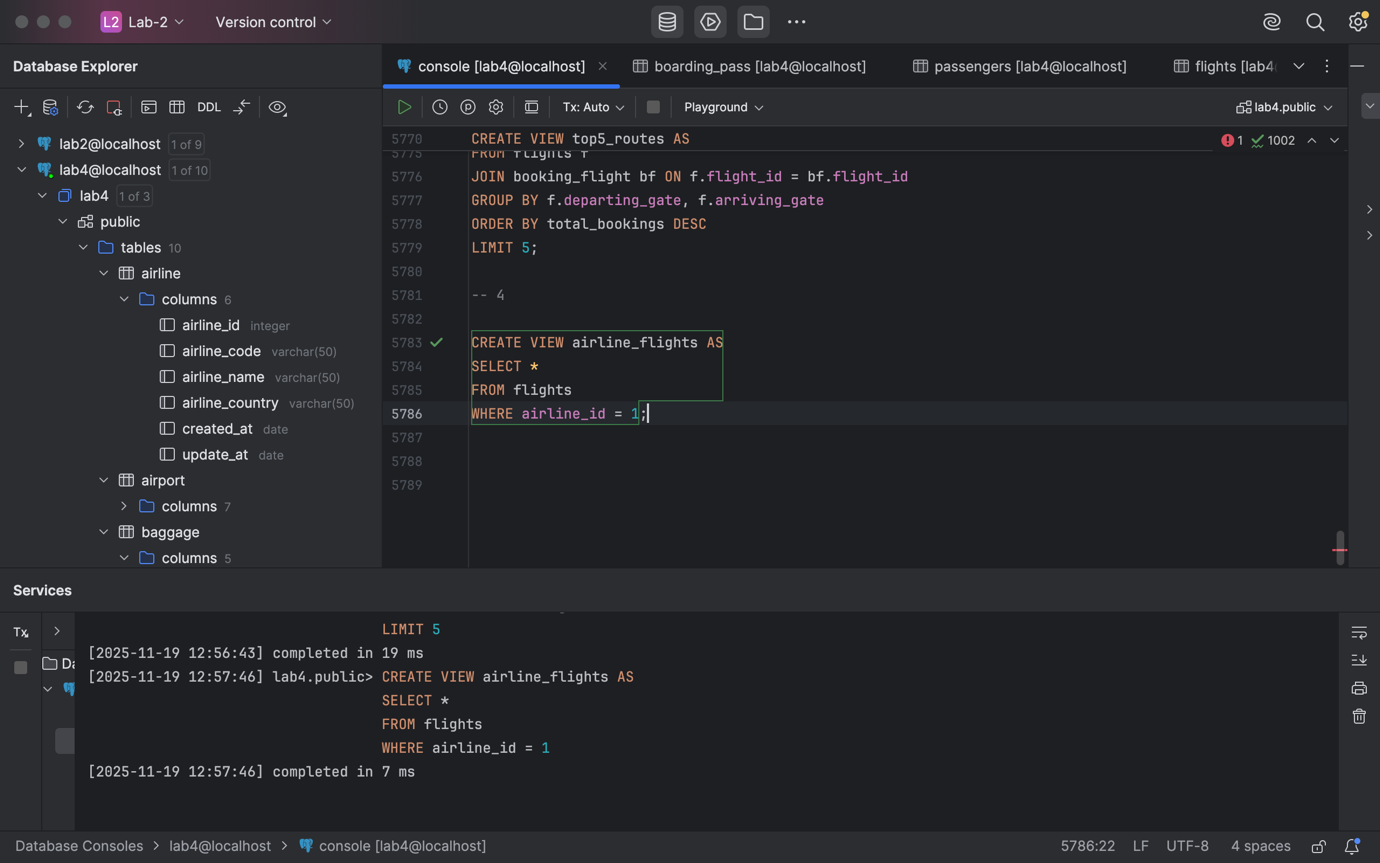 L2 Lab-2 Version control
Database Explorer
console [lab4@localhost] boarding_pass [lab4@localhost] passengers [lab4@localhost] flights [lab4
DDL
Tx: Auto Playground lab4.public
lab2@localhost 1 of 9
lab4@localhost 1 of 10
lab4 1 of 3
public
tables 10
airline
columns 6
airline_id integer
airline_code varchar(50)
airline_name varchar(50)
airline_country varchar(50)
created_at date
update_at date
airport
columns 7
baggage
columns 5
1 1002
5770 CREATE VIEW top5_routes AS
5775 FROM flights f
5776 JOIN booking_flight bf ON f.flight_id = bf.flight_id
5777 GROUP BY f.departing_gate, f.arriving_gate
5778 ORDER BY total_bookings DESC
5779 LIMIT 5;
5780
5781 -- 4
5782
5783 CREATE VIEW airline_flights AS
5784 SELECT *
5785 FROM flights
5786 WHERE airline_id = 1;
5787
5788
5789
Services
Tx
Da
LIMIT 5
[2025-11-19 12:56:43] completed in 19 ms
[2025-11-19 12:57:46] lab4.public> CREATE VIEW airline_flights AS
SELECT *
FROM flights
WHERE airline_id = 1
[2025-11-19 12:57:46] completed in 7 ms
Database Consoles > lab4@localhost > console [lab4@localhost] 5786:22 LF UTF-8 4 spaces